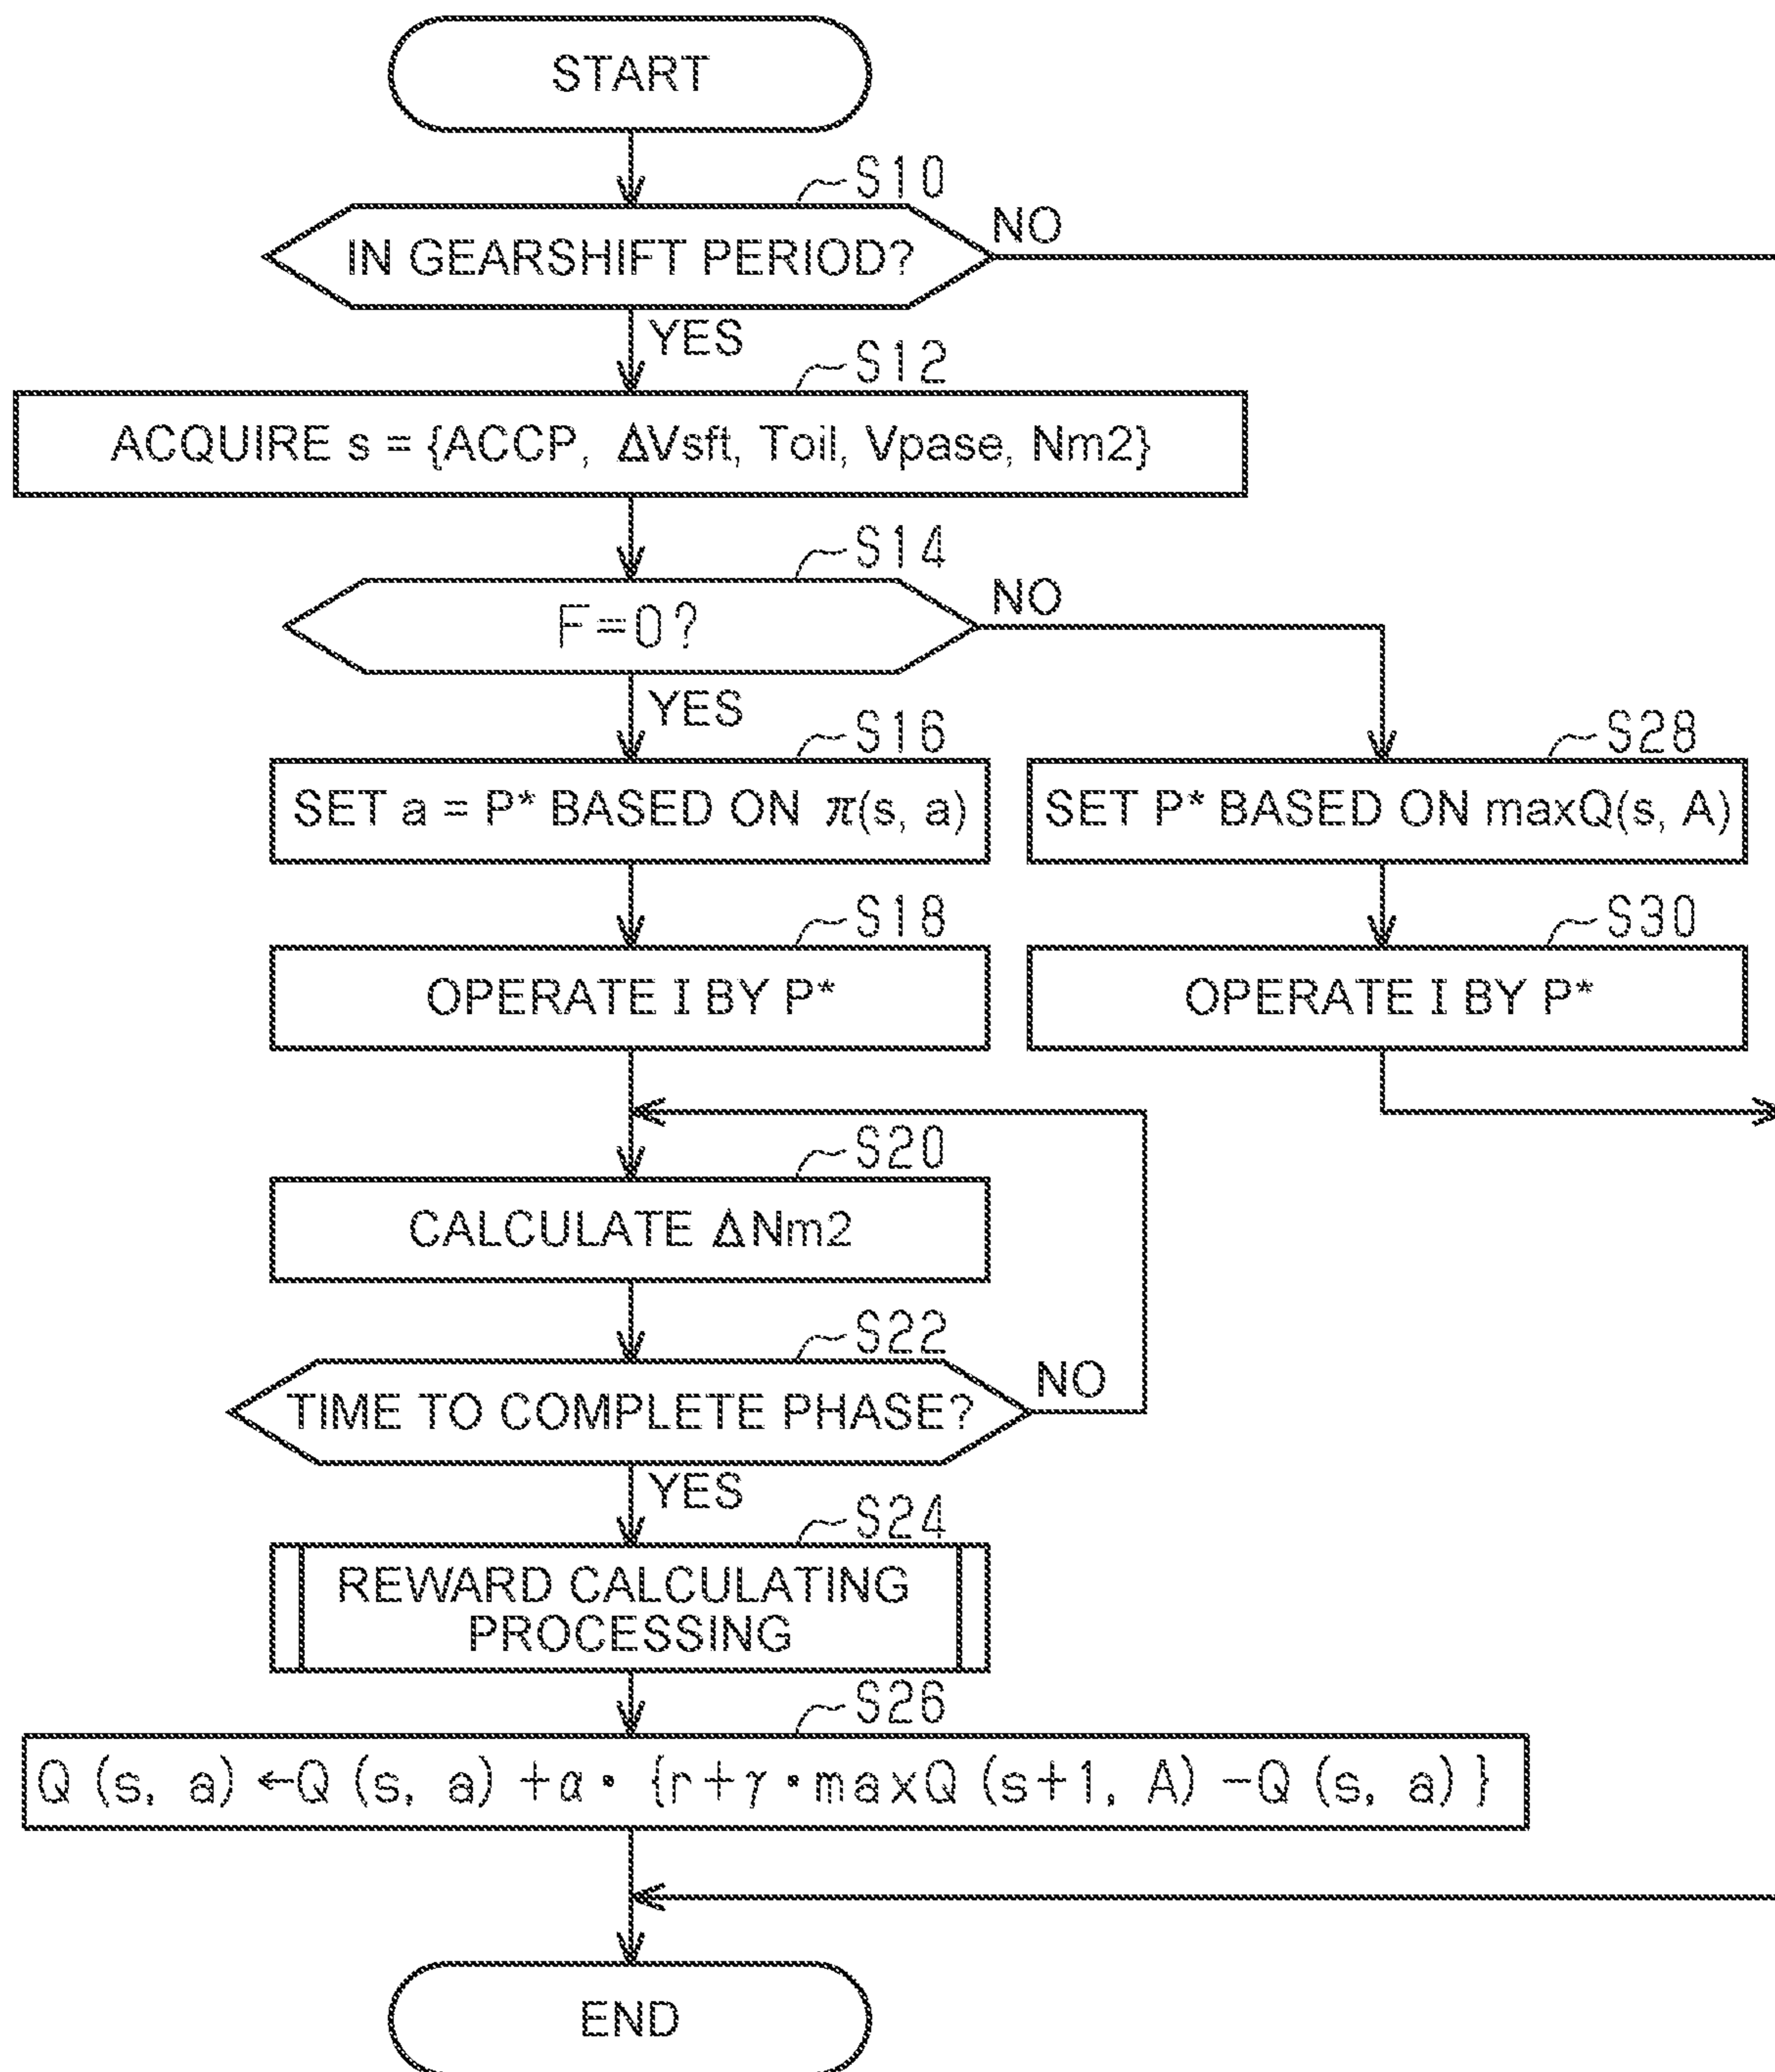 START
S10
IN GEARSHIFT PERIOD?
NO
YES
S12
ACQUIRE s = {ACCP, ΔVsft, Toil, Vpase, Nm2}
S14
F=0?
NO
YES
S16
SET a = P* BASED ON π(s, a)
S28
SET P* BASED ON maxQ(s, A)
S18
OPERATE I BY P*
S30
OPERATE I BY P*
S20
CALCULATE ΔNm2
S22
TIME TO COMPLETE PHASE?
NO
YES
S24
REWARD CALCULATING
PROCESSING
S26
Q (s, a) ←Q (s, a) +α・ {r+γ・maxQ (s+1, A) −Q (s, a) }
END